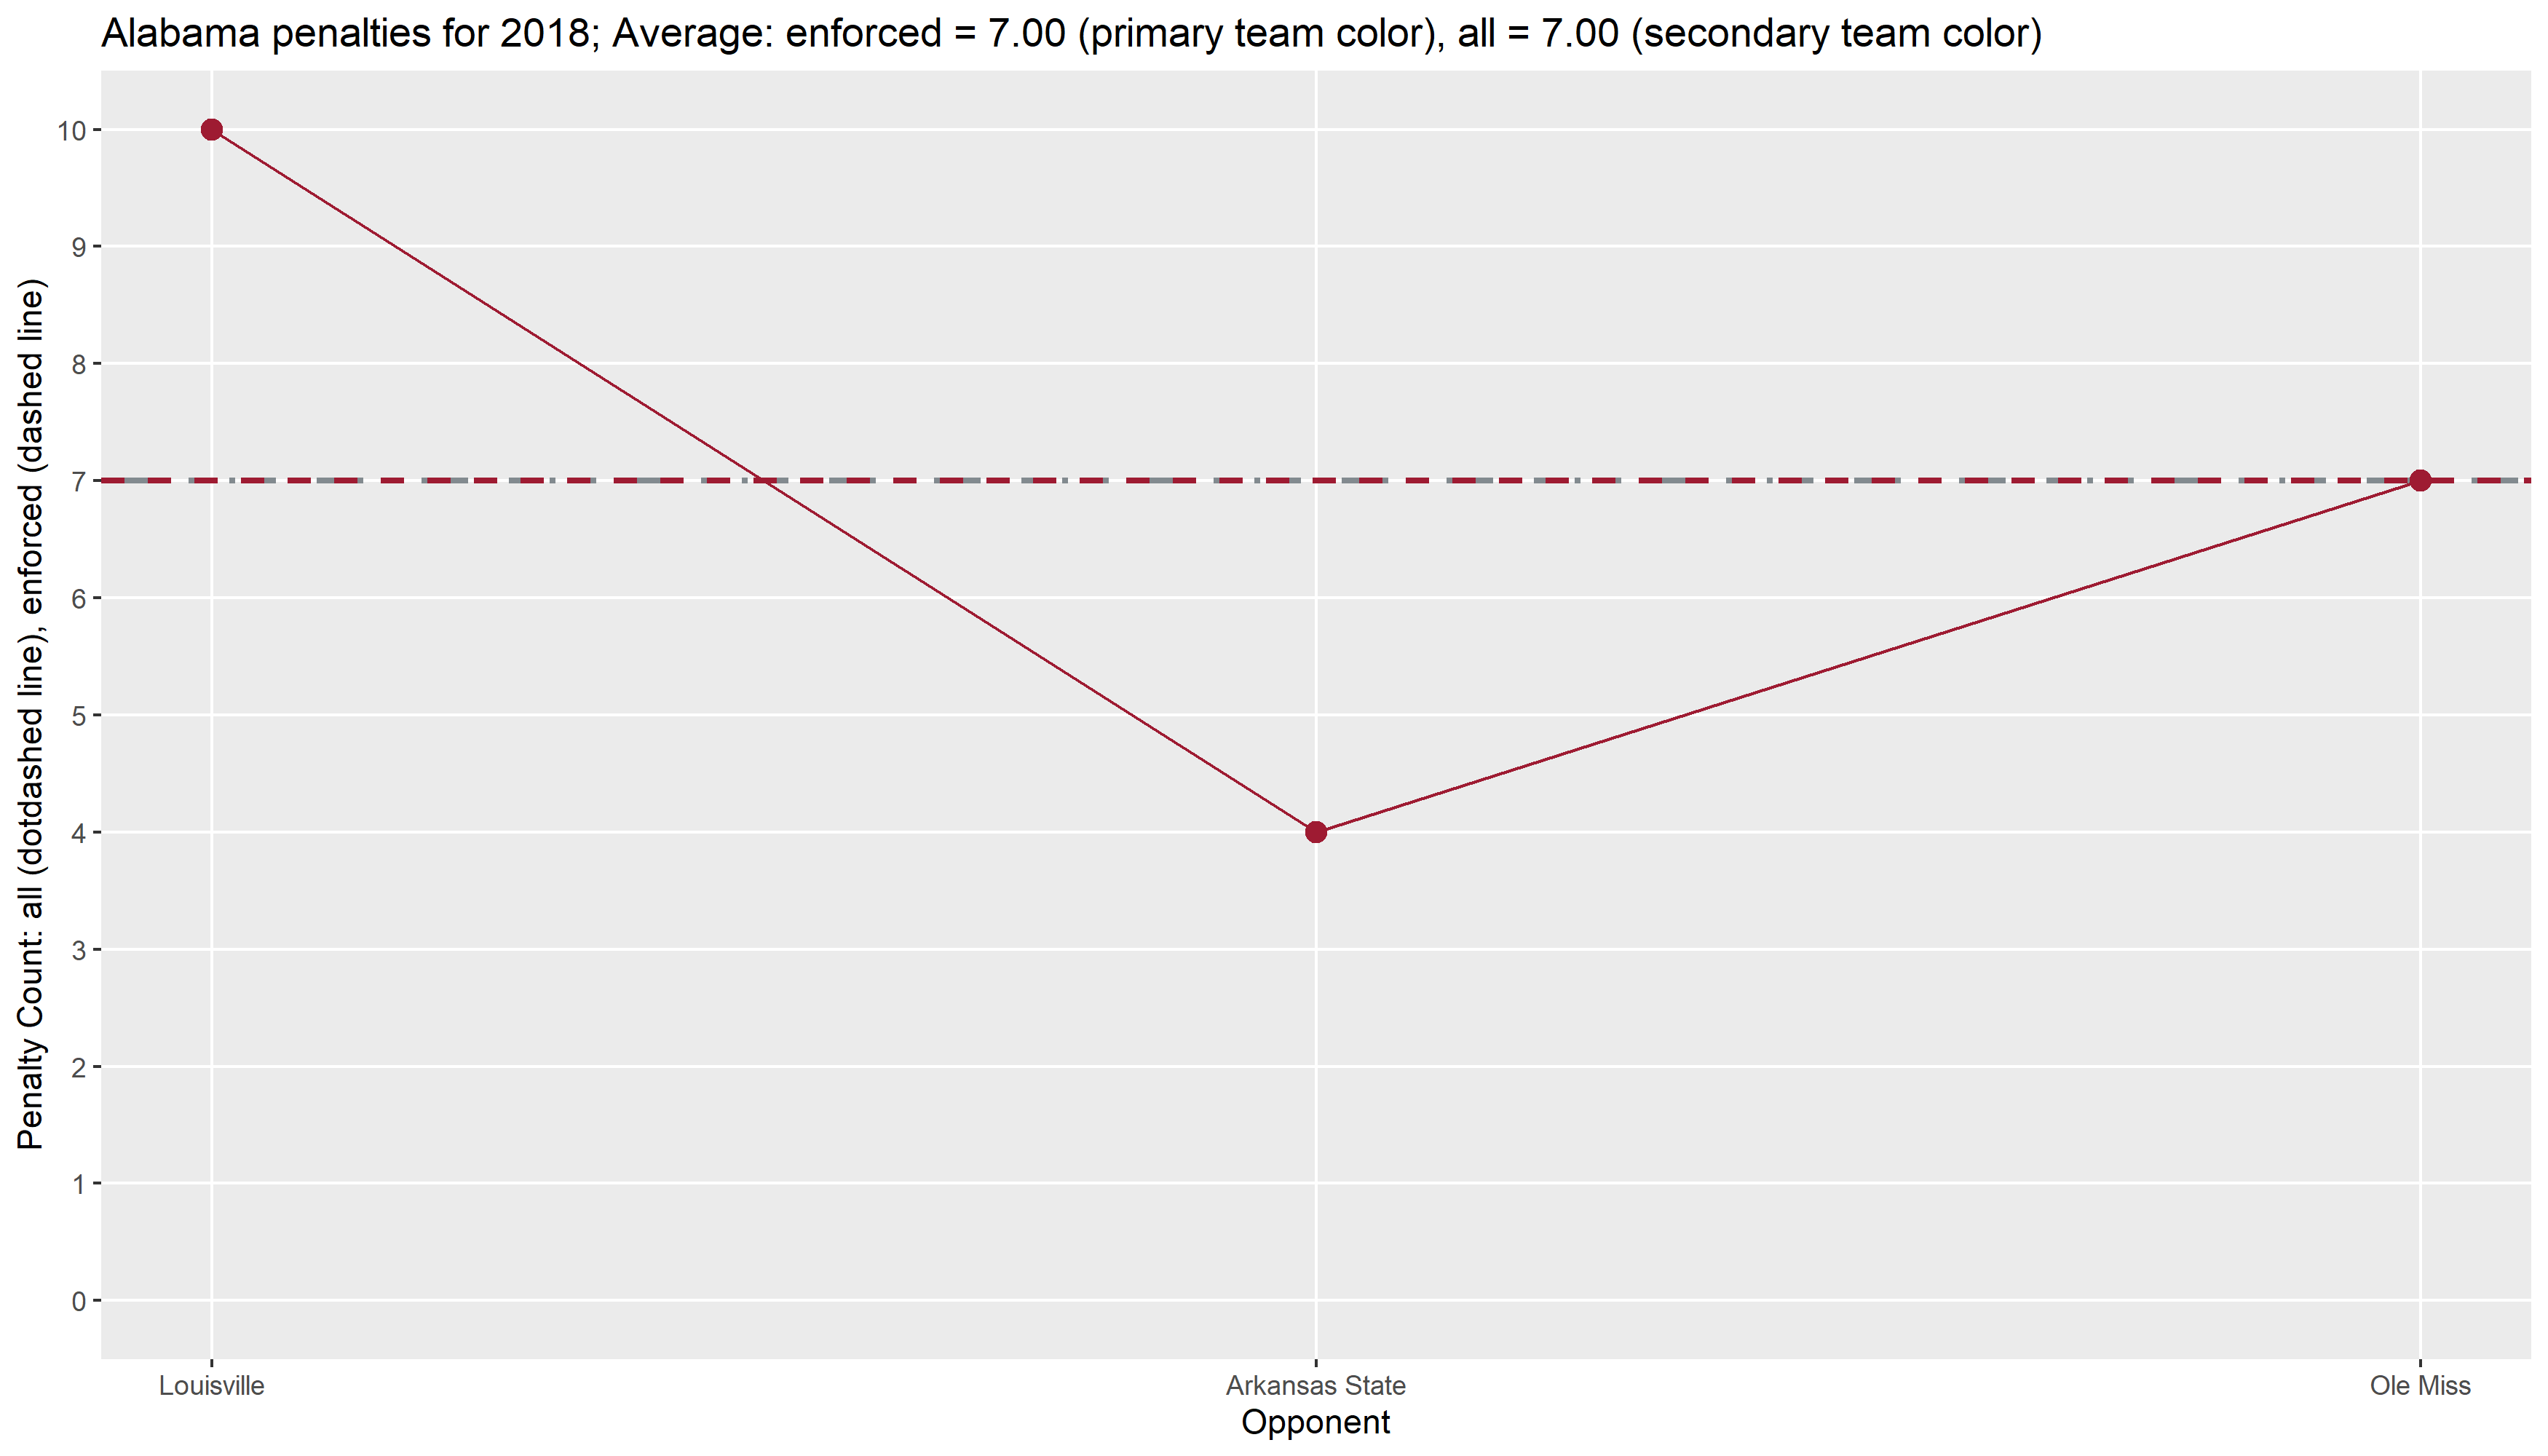 Alabama penalties for 2018; Average: enforced = 7.00 (primary team color), all = 7.00 (secondary team color)
Penalty Count: all (dotdashed line), enforced (dashed line)
10
9
8
7
6
5
4
3
2
1
0
Louisville
Arkansas State
Ole Miss
Opponent